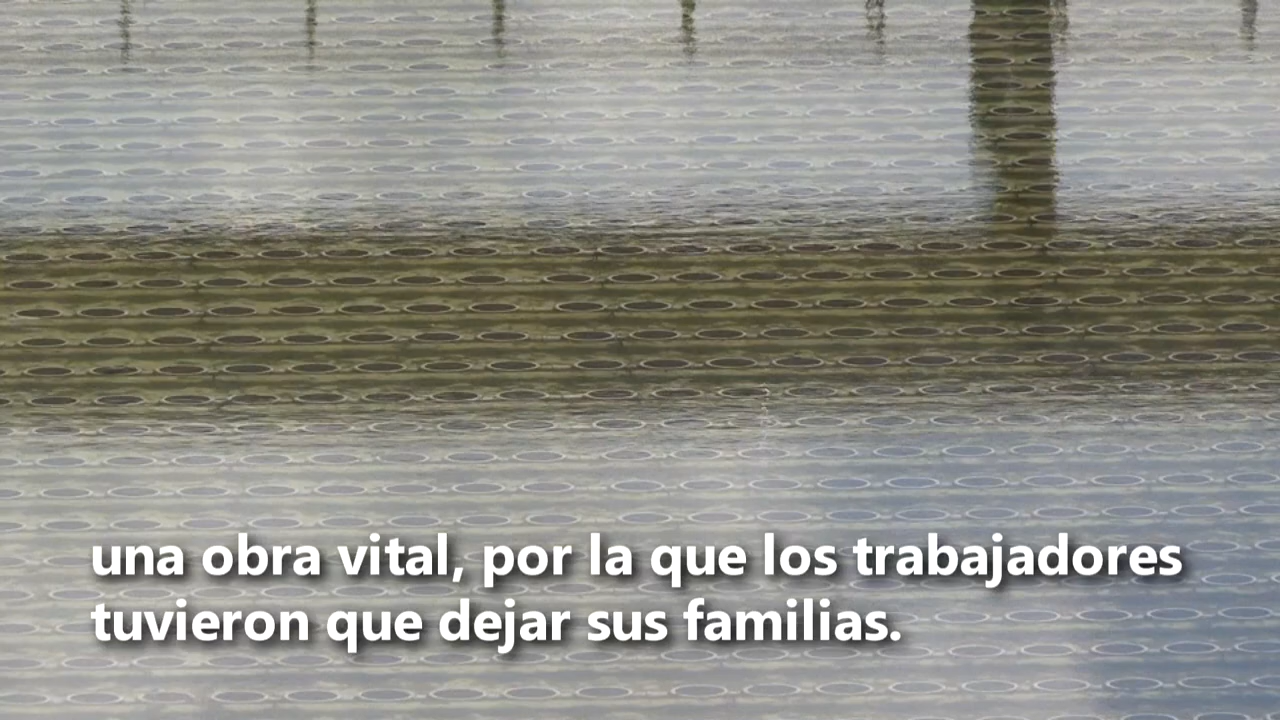 una obra vital, por la que los trabajadores
tuvieron que dejar sus familias.